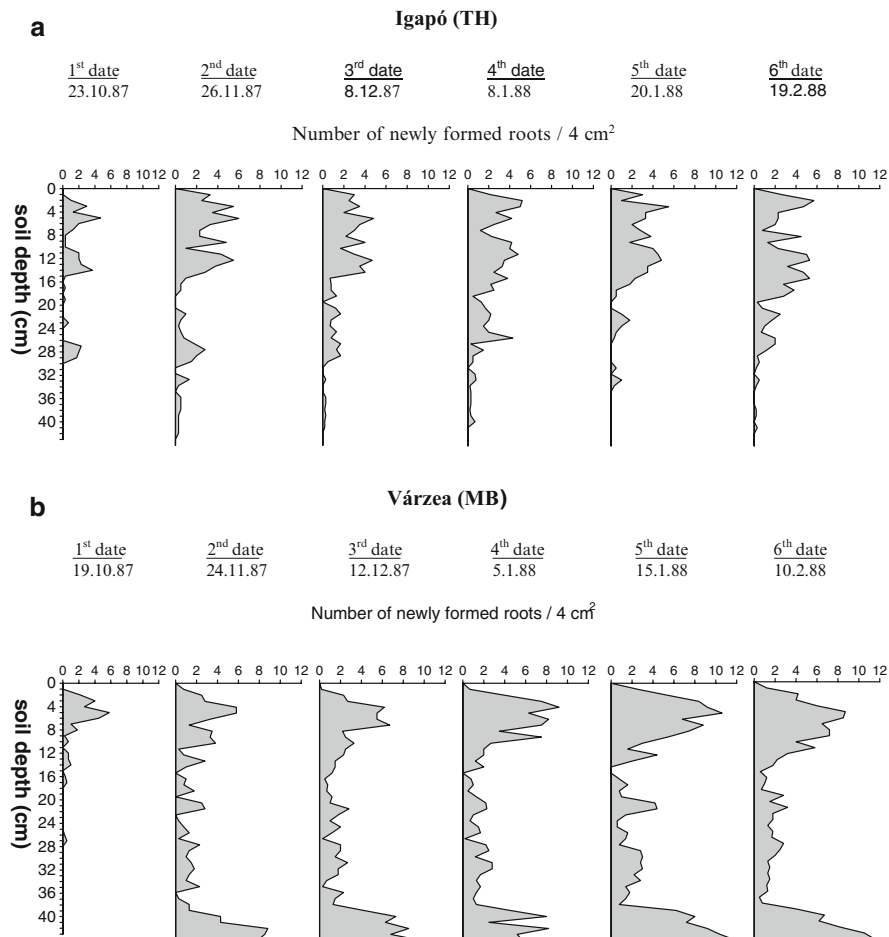 a
Igapó (TH)
1st date 2nd date 3rd date 4th date 5th date 6th date
23.10.87 26.11.87 8.12.87 8.1.88 20.1.88 19.2.88
Number of newly formed roots / 4 cm2
0 2 4 6 8 10 12 0 2 4 6 8 10 12 0 2 4 6 8 10 12 0 2 4 6 8 10 12 0 2 4 6 8 10 12 0 4 8 12
soil depth (cm)
0
4
8
12
16
20
24
28
32
36
40
b
Várzea (MB)
1st date 2nd date 3rd date 4th date 5th date 6th date
19.10.87 24.11.87 12.12.87 5.1.88 15.1.88 10.2.88
Number of newly formed roots / 4 cm2
0 2 4 6 8 10 12 0 2 4 6 8 10 12 0 2 4 6 8 10 12 0 2 4 6 8 10 12 0 2 4 6 8 10 12 0 4 8 12
soil depth (cm)
0
4
8
11
15
20
24
28
32
36
40